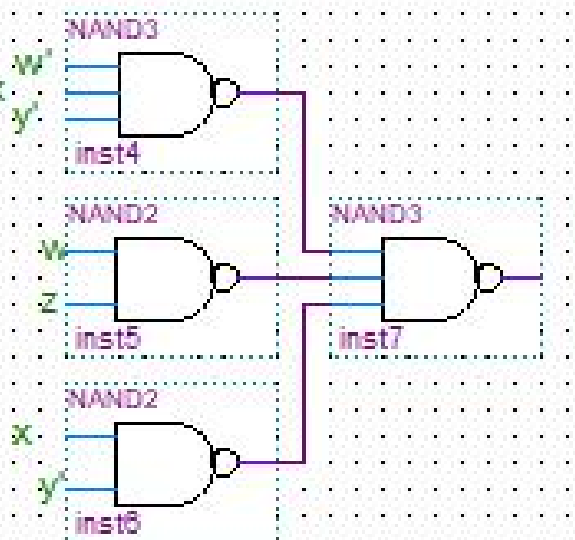 NAND3
w'
y'
inst4
NAND2
w
z
inst5
NAND3
inst7
NAND2
x
y'
inst6